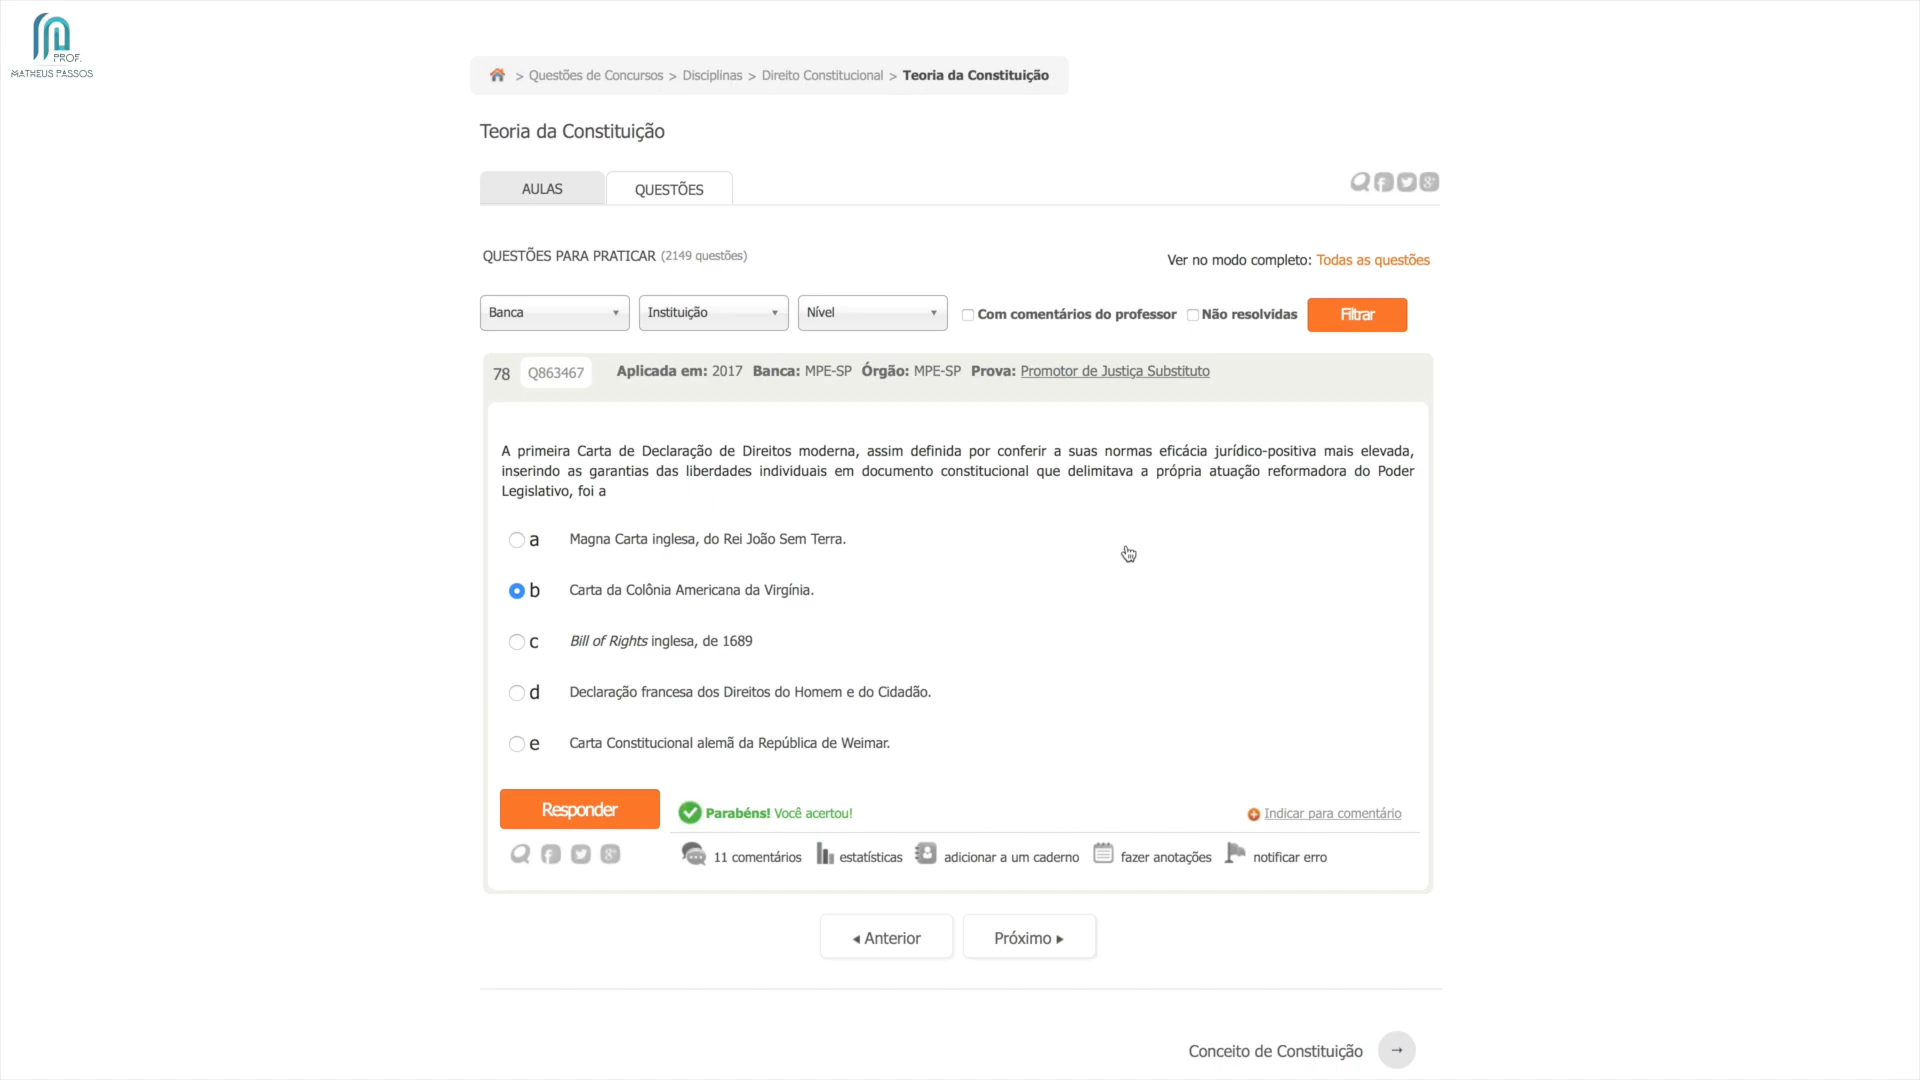 PROF.
MATHEUS PASSOS
> Questões de Concursos > Disciplinas > Direito Constitucional > Teoria da Constituição
Teoria da Constituição
AULAS
QUESTÕES
QUESTÕES PARA PRATICAR (2149 questões)
Ver no modo completo: Todas as questões
Banca
Instituição
Nível
Com comentários do professor
Não resolvidas
Filtrar
78 Q863467 Aplicada em: 2017 Banca: MPE-SP Órgão: MPE-SP Prova: Promotor de Justiça Substituto
A primeira Carta de Declaração de Direitos moderna, assim definida por conferir a suas normas eficácia jurídico-positiva mais elevada,
inserindo as garantias das liberdades individuais em documento constitucional que delimitava a própria atuação reformadora do Poder
Legislativo, foi a
a Magna Carta inglesa, do Rei João Sem Terra.
b Carta da Colônia Americana da Virgínia.
c Bill of Rights inglesa, de 1689
d Declaração francesa dos Direitos do Homem e do Cidadão.
e Carta Constitucional alemã da República de Weimar.
Responder
Parabéns! Você acertou!
Indicar para comentário
11 comentários
estatísticas
adicionar a um caderno
fazer anotações
notificar erro
◂ Anterior
Próximo ▸
Conceito de Constituição →